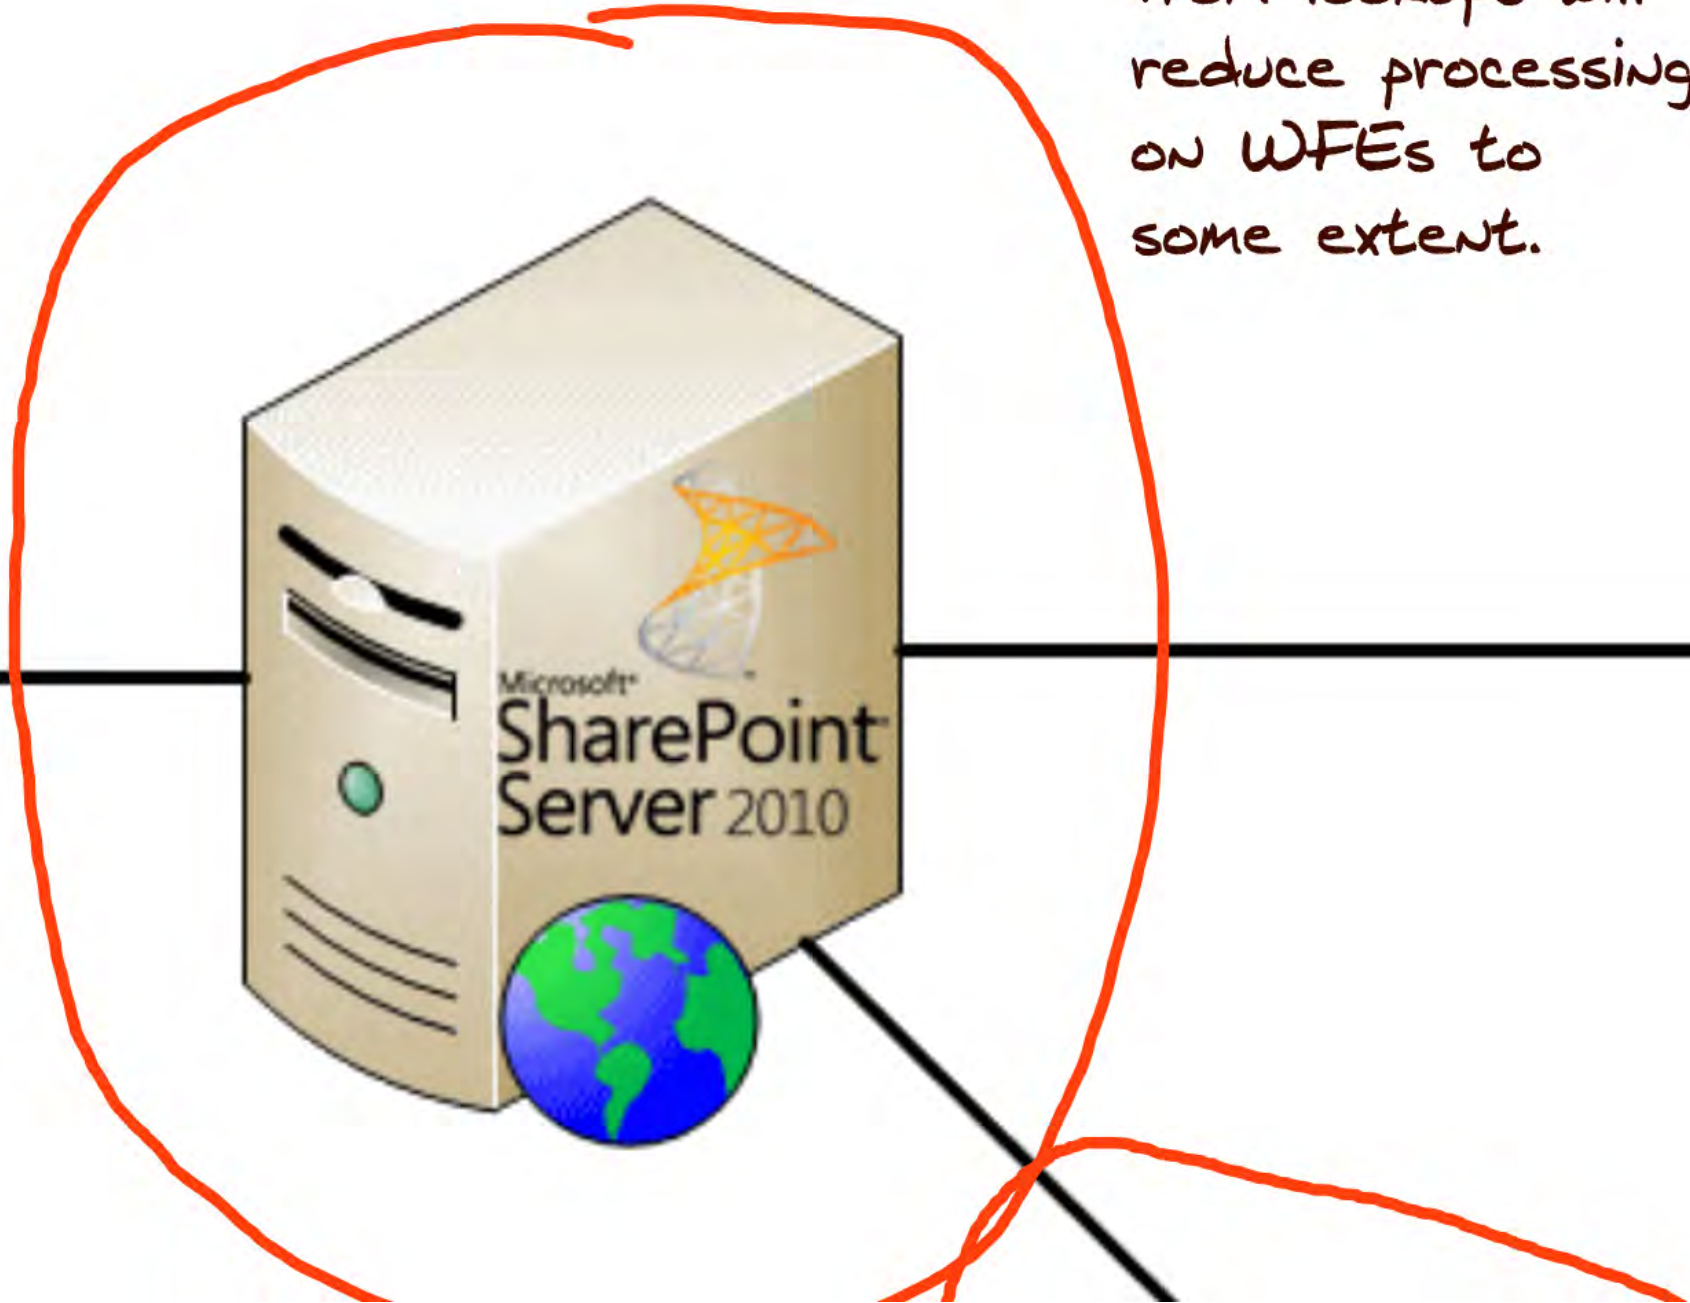 reduce processing
on WFEs to
some extent.
Microsoft®
SharePoint
Server 2010